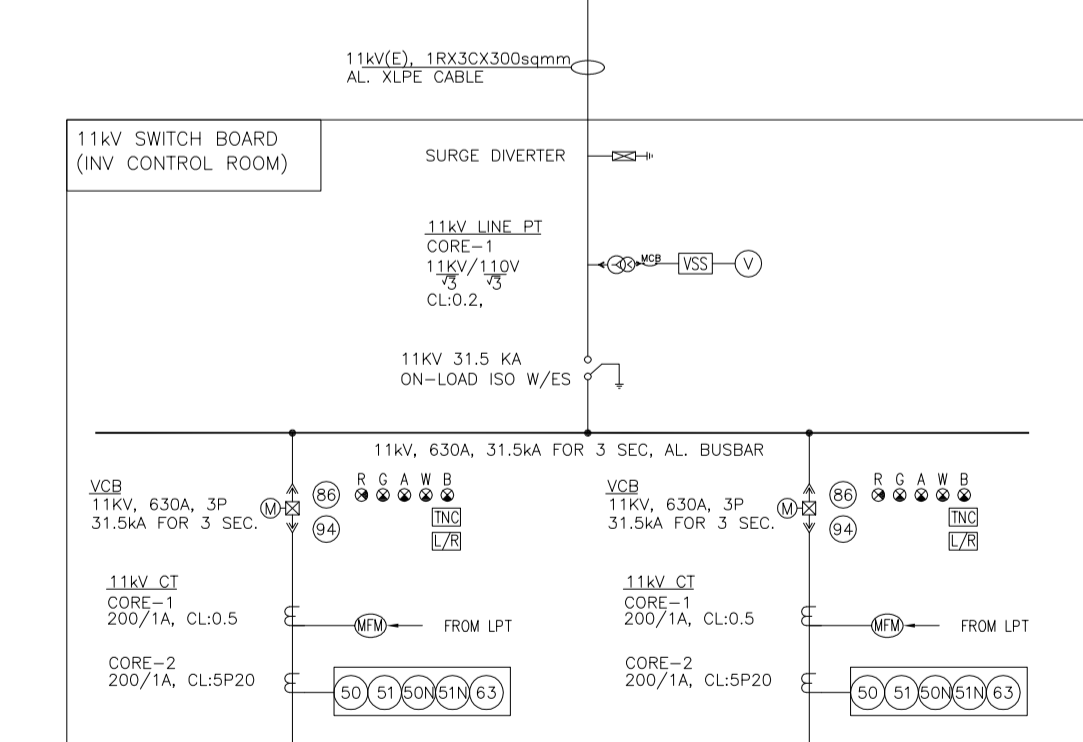 11kV(E), 1RX3CX300sqmm
AL. XLPE CABLE
11kV SWITCH BOARD
(INV CONTROL ROOM)
SURGE DIVERTER
11kV LINE PT
CORE-1
11KV/110V
√3 √3
CL:0.2,
MCB
VSS
V
11KV 31.5 KA
ON-LOAD ISO W/ES
11kV, 630A, 31.5kA FOR 3 SEC, AL. BUSBAR
VCB
11KV, 630A, 3P
31.5kA FOR 3 SEC.
M
86
94
R G A W B
TNC
L/R
11kV CT
CORE-1
200/1A, CL:0.5
MFM
FROM LPT
CORE-2
200/1A, CL:5P20
50 51 50N 51N 63
VCB
11KV, 630A, 3P
31.5kA FOR 3 SEC.
M
86
94
R G A W B
TNC
L/R
11kV CT
CORE-1
200/1A, CL:0.5
MFM
FROM LPT
CORE-2
200/1A, CL:5P20
50 51 50N 51N 63